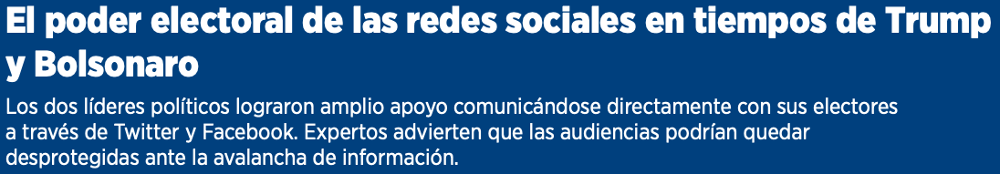 El poder electoral de las redes sociales en tiempos de Trump
y Bolsonaro
Los dos líderes políticos lograron amplio apoyo comunicándose directamente con sus electores
a través de Twitter y Facebook. Expertos advierten que las audiencias podrían quedar
desprotegidas ante la avalancha de información.